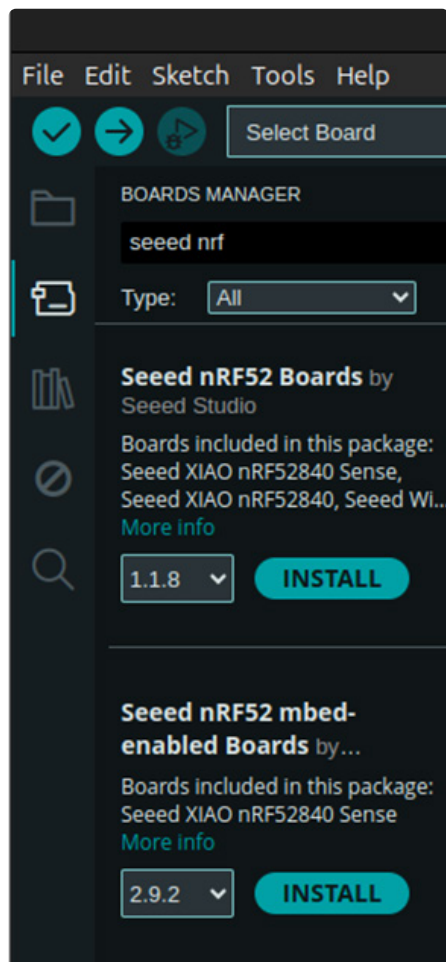 File Edit Sketch Tools Help
Select Board
BOARDS MANAGER
seeed nrf
Type: All
Seeed nRF52 Boards by
Seeed Studio
Boards included in this package:
Seeed XIAO nRF52840 Sense,
Seeed XIAO nRF52840, Seeed Wi...
More info
1.1.8 INSTALL
Seeed nRF52 mbed-
enabled Boards by...
Boards included in this package:
Seeed XIAO nRF52840 Sense
More info
2.9.2 INSTALL